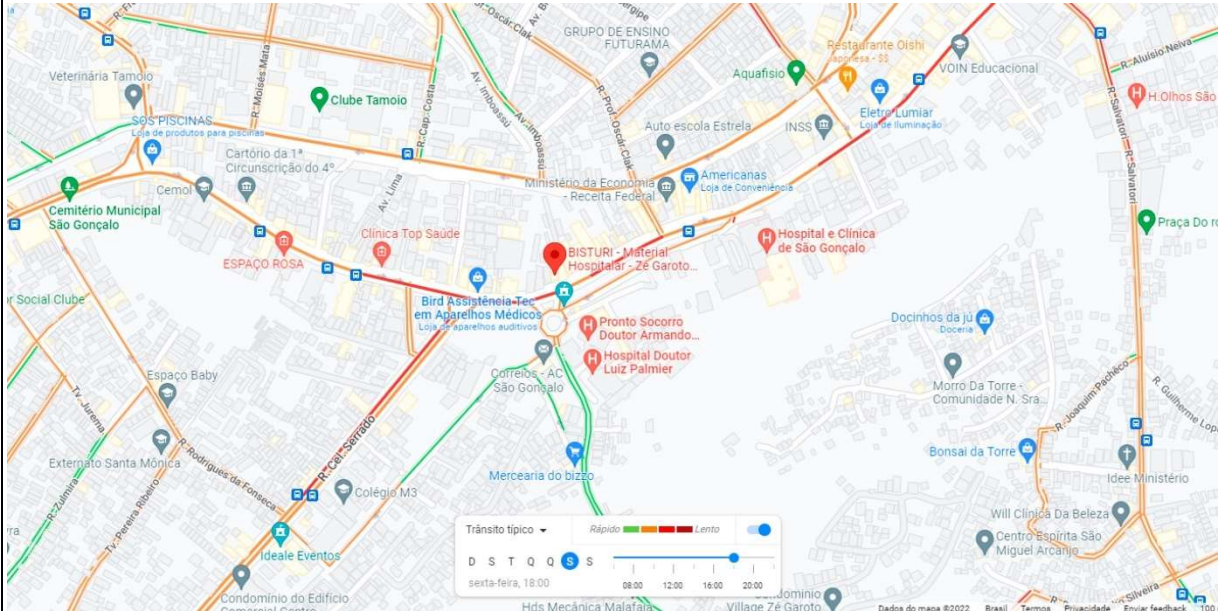 GRUPO DE ENSINO
FUTURAMA
R. Prof. Oscar Clak
Restaurante Oishi
Japonesa - $$
VOIN Educacional
R. Aluísio Neiva
Veterinária Tamoio
R. Moisés Mata
Clube Tamoio
R. Cap. Costa
Av. Imboassú
Aquafisio
R. Salvatori
H.Olhos São
SOS PISCINAS
Loja de produtos para piscinas
Av. Imboassú
R. Prof. Oscar Clak
Auto escola Estrela
INSS
Eletro Lumiar
Loja de Iluminação
Cartório da 1ª
Circunscrição do 4º
R. Salvatori
Cemol
Av. Lima
Ministério da Economia
- Receita Federal
Americanas
Loja de Conveniência
Cemitério Municipal
São Gonçalo
Clínica Top Saúde
ESPAÇO ROSA
BISTURI - Material
Hospitalar - Zé Garoto...
Hospital e Clínica
de São Gonçalo
Praça Do ro
or Social Clube
Bird Assistência Tec
em Aparelhos Médicos
Loja de aparelhos auditivos
Pronto Socorro
Doutor Armando...
Docinhos da jú
Doceria
Correios - AC
São Gonçalo
Hospital Doutor
Luiz Palmier
Espaço Baby
Morro Da Torre -
Comunidade N. Sra...
R. Joaquim Pachêco
R. Guilherme Lop
Tv. Jurema
R. Cel. Serrado
Externato Santa Mônica
R. Rodrigues da Fonseca
Mercearia do bizzo
Bonsai da Torre
Idee Ministério
R. Zulmira
Tv. Pereira Ribeiro
Colégio M3
Will Clínica Da Beleza
Ideale Eventos
Centro Espírita São
Miguel Arcanjo
Trânsito típico
Rápido
Lento
D S T Q Q S S
sexta-feira, 18:00
08:00 12:00 16:00 20:00
Condomínio do Edifício
Comercial Centro
Hds Mecânica Malafaia
Condomínio
Village Zé Garoto
Silveira
Dados do mapa ©2022 Brasil Termos Privacidade Enviar feedback 100